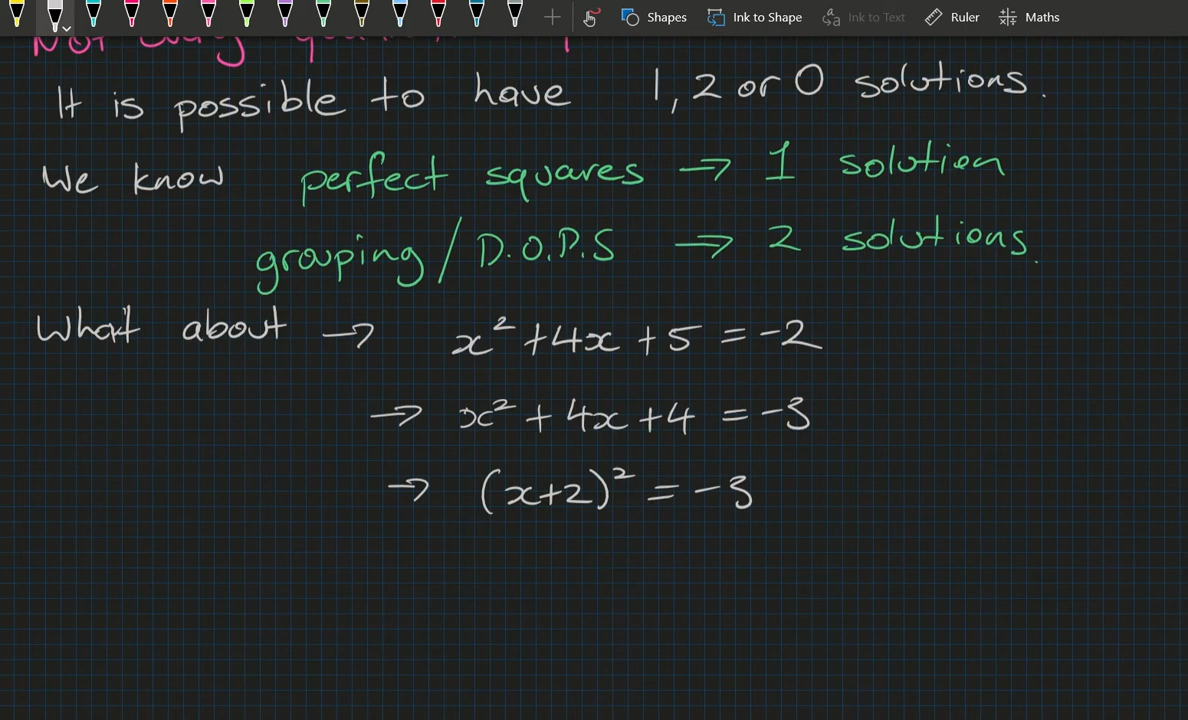 Shapes Ink to Shape Ink to Text Ruler Maths
Not
It is possible to have 1, 2 or 0 solutions.
We know perfect squares → 1 solution
grouping / D.O.P.S → 2 solutions.
What about → x² + 4x + 5 = -2
→ x² + 4x + 4 = -3
→ (x+2)² = -3